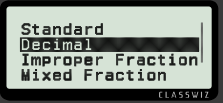 Standard
Decimal
Improper Fraction
Mixed Fraction
CLASSWIZ